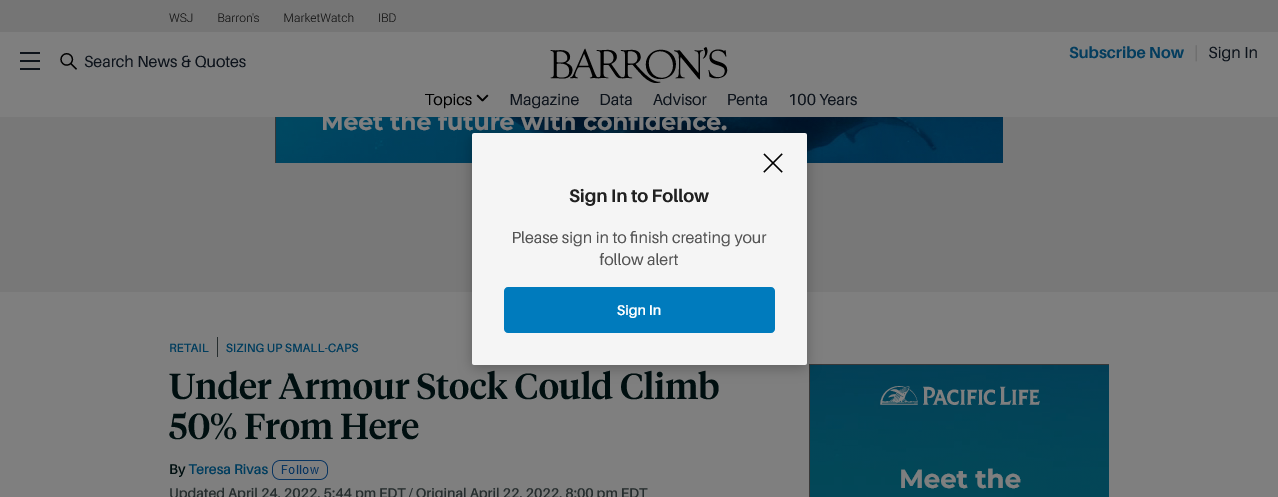 WSJ Barron's MarketWatch IBD
Search News & Quotes
BARRON'S
Subscribe Now Sign In
Topics Magazine Data Advisor Penta 100 Years
Meet the future with confidence.
Sign In to Follow
Please sign in to finish creating your
follow alert
Sign In
RETAIL SIZING UP SMALL-CAPS
Under Armour Stock Could Climb
50% From Here
By Teresa Rivas Follow
Updated April 24, 2022, 5:44 pm EDT / Original April 22, 2022, 8:00 pm EDT
PACIFIC LIFE
Meet the